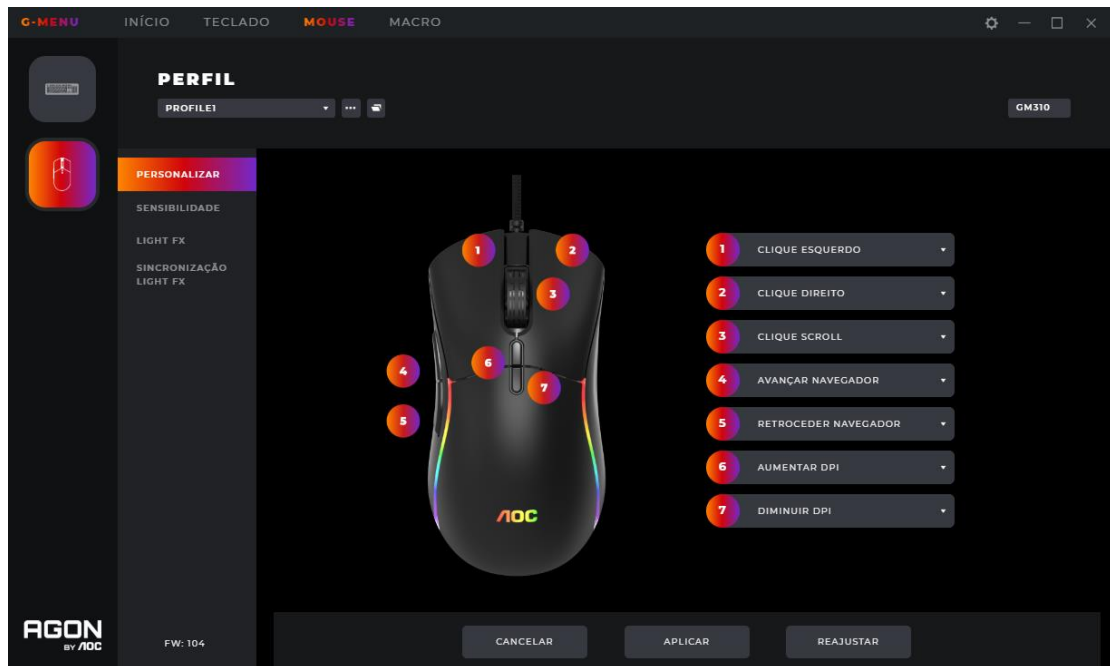 G-MENU INÍCIO TECLADO MOUSE MACRO
PERFIL
PROFILE1
GM310
PERSONALIZAR
SENSIBILIDADE
LIGHT FX
SINCRONIZAÇÃO
LIGHT FX
1 2
3
4
5
6
7
AOC
1 CLIQUE ESQUERDO
2 CLIQUE DIREITO
3 CLIQUE SCROLL
4 AVANÇAR NAVEGADOR
5 RETROCEDER NAVEGADOR
6 AUMENTAR DPI
7 DIMINUIR DPI
AGON
BY AOC
FW: 104
CANCELAR APLICAR REAJUSTAR